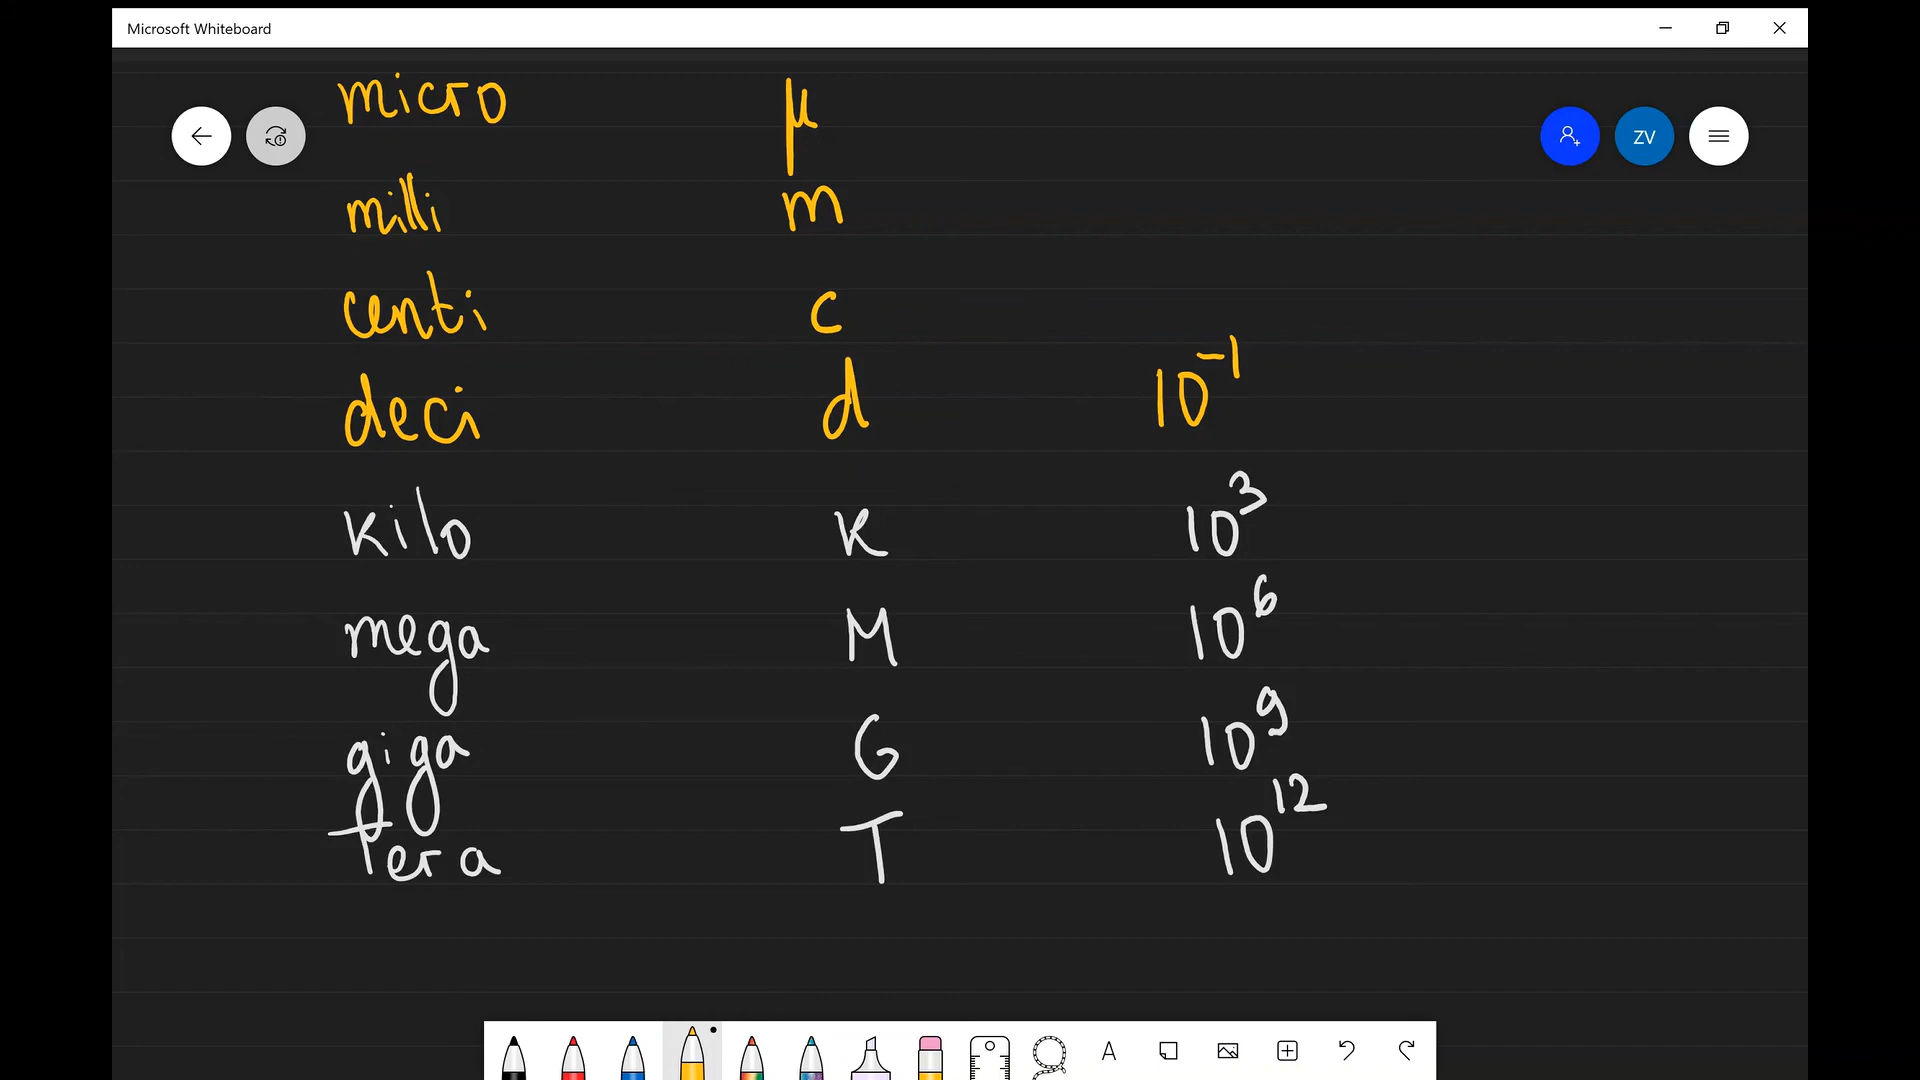 Microsoft Whiteboard
ZV
micro μ
milli m
centi c
deci d 10⁻¹
kilo K 10³
mega M 10⁶
giga G 10⁹
Tera T 10¹²
A